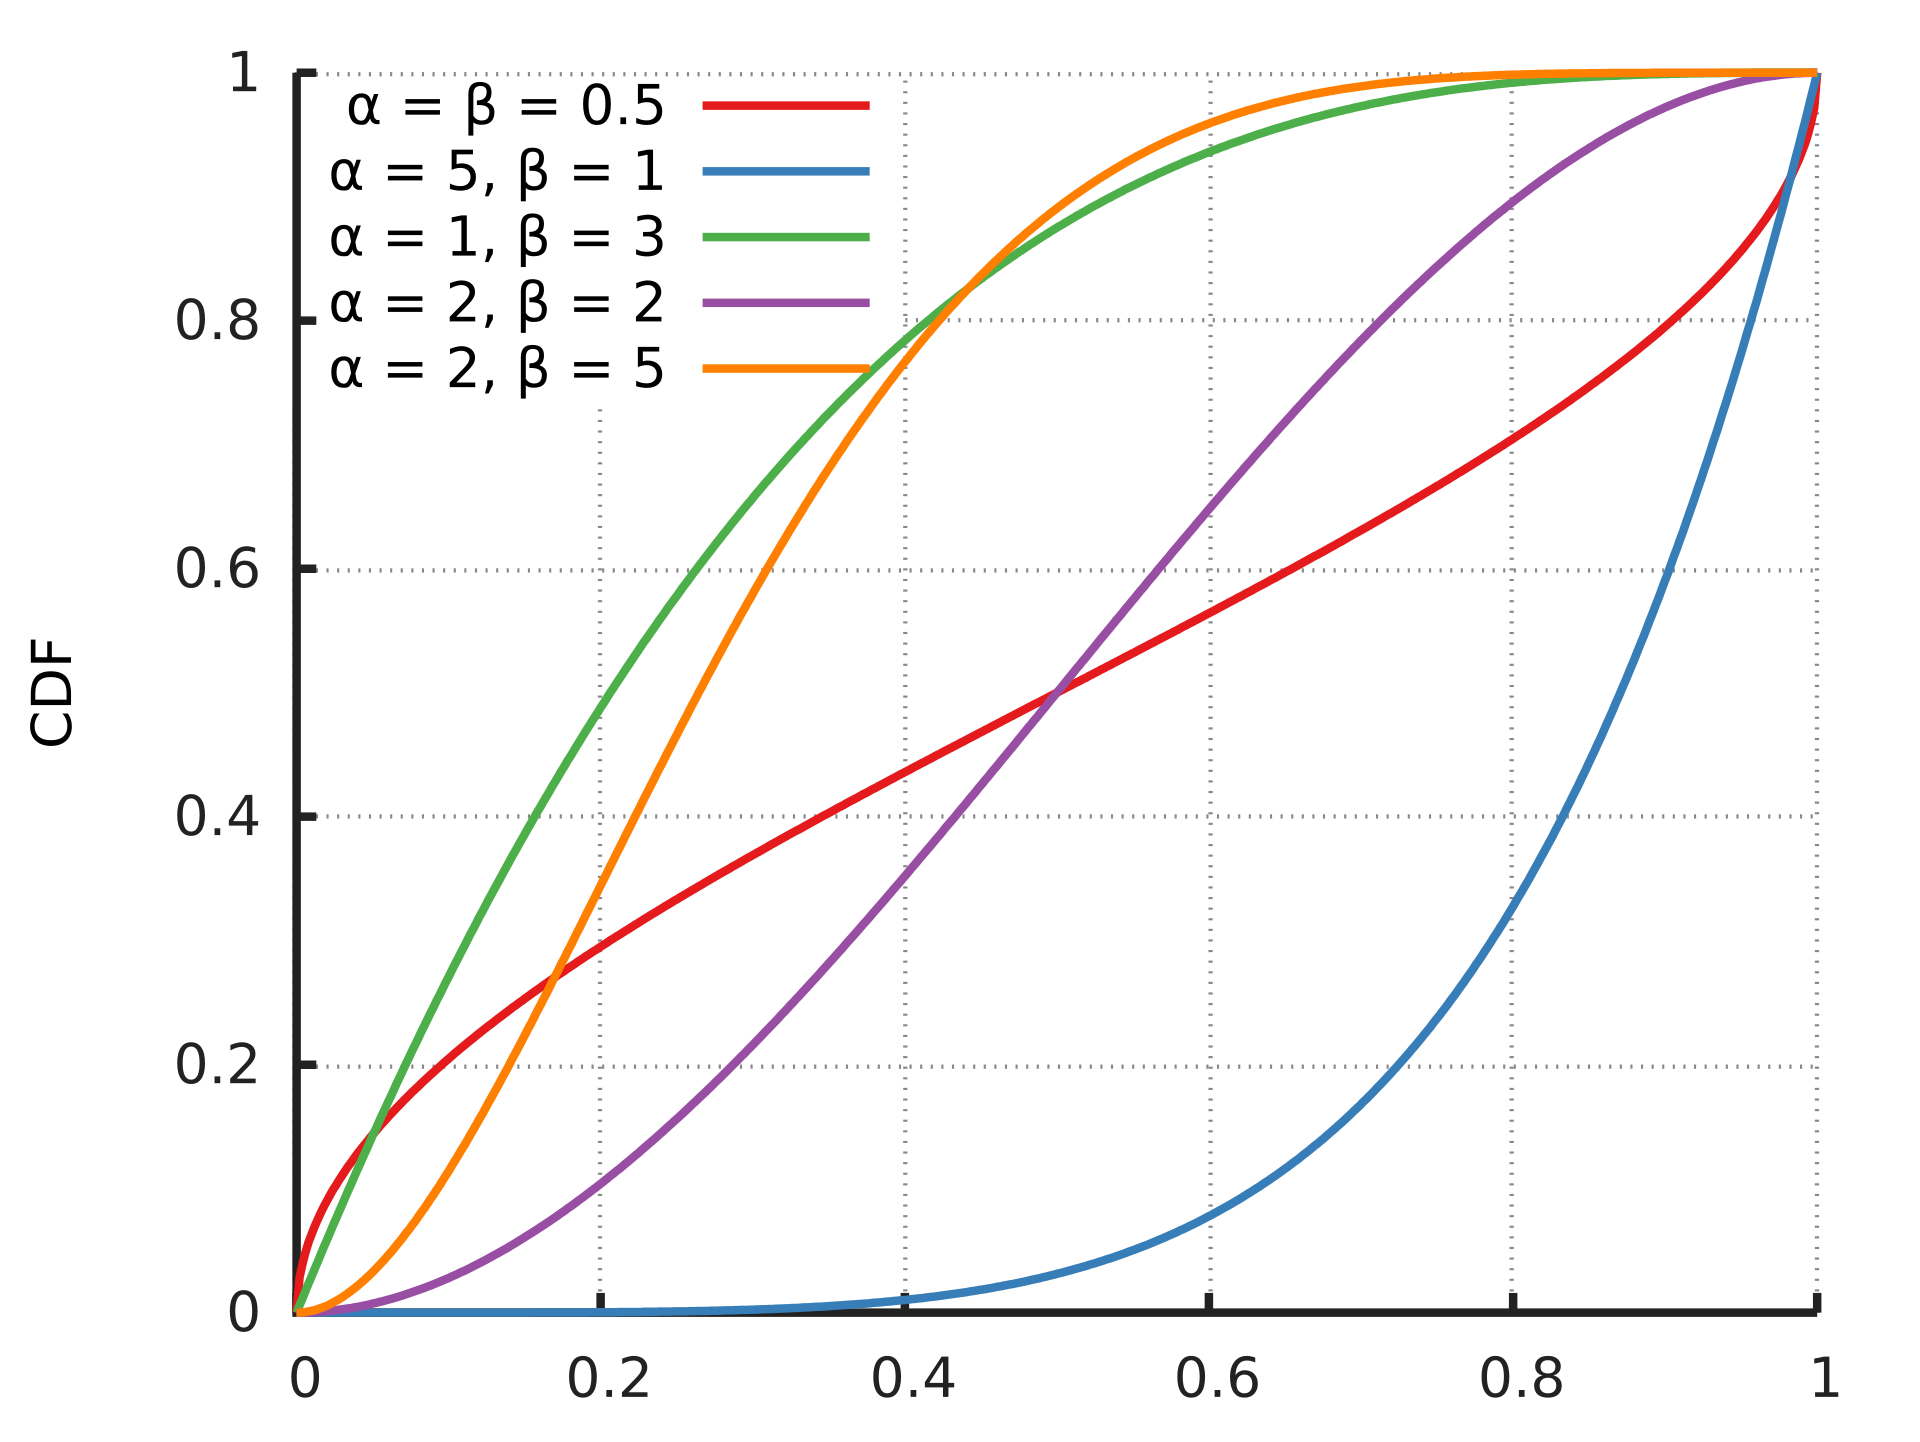 1
α = β = 0.5
α = 5, β = 1
α = 1, β = 3
α = 2, β = 2
α = 2, β = 5
0.8
0.6
CDF
0.4
0.2
0
0 0.2 0.4 0.6 0.8 1